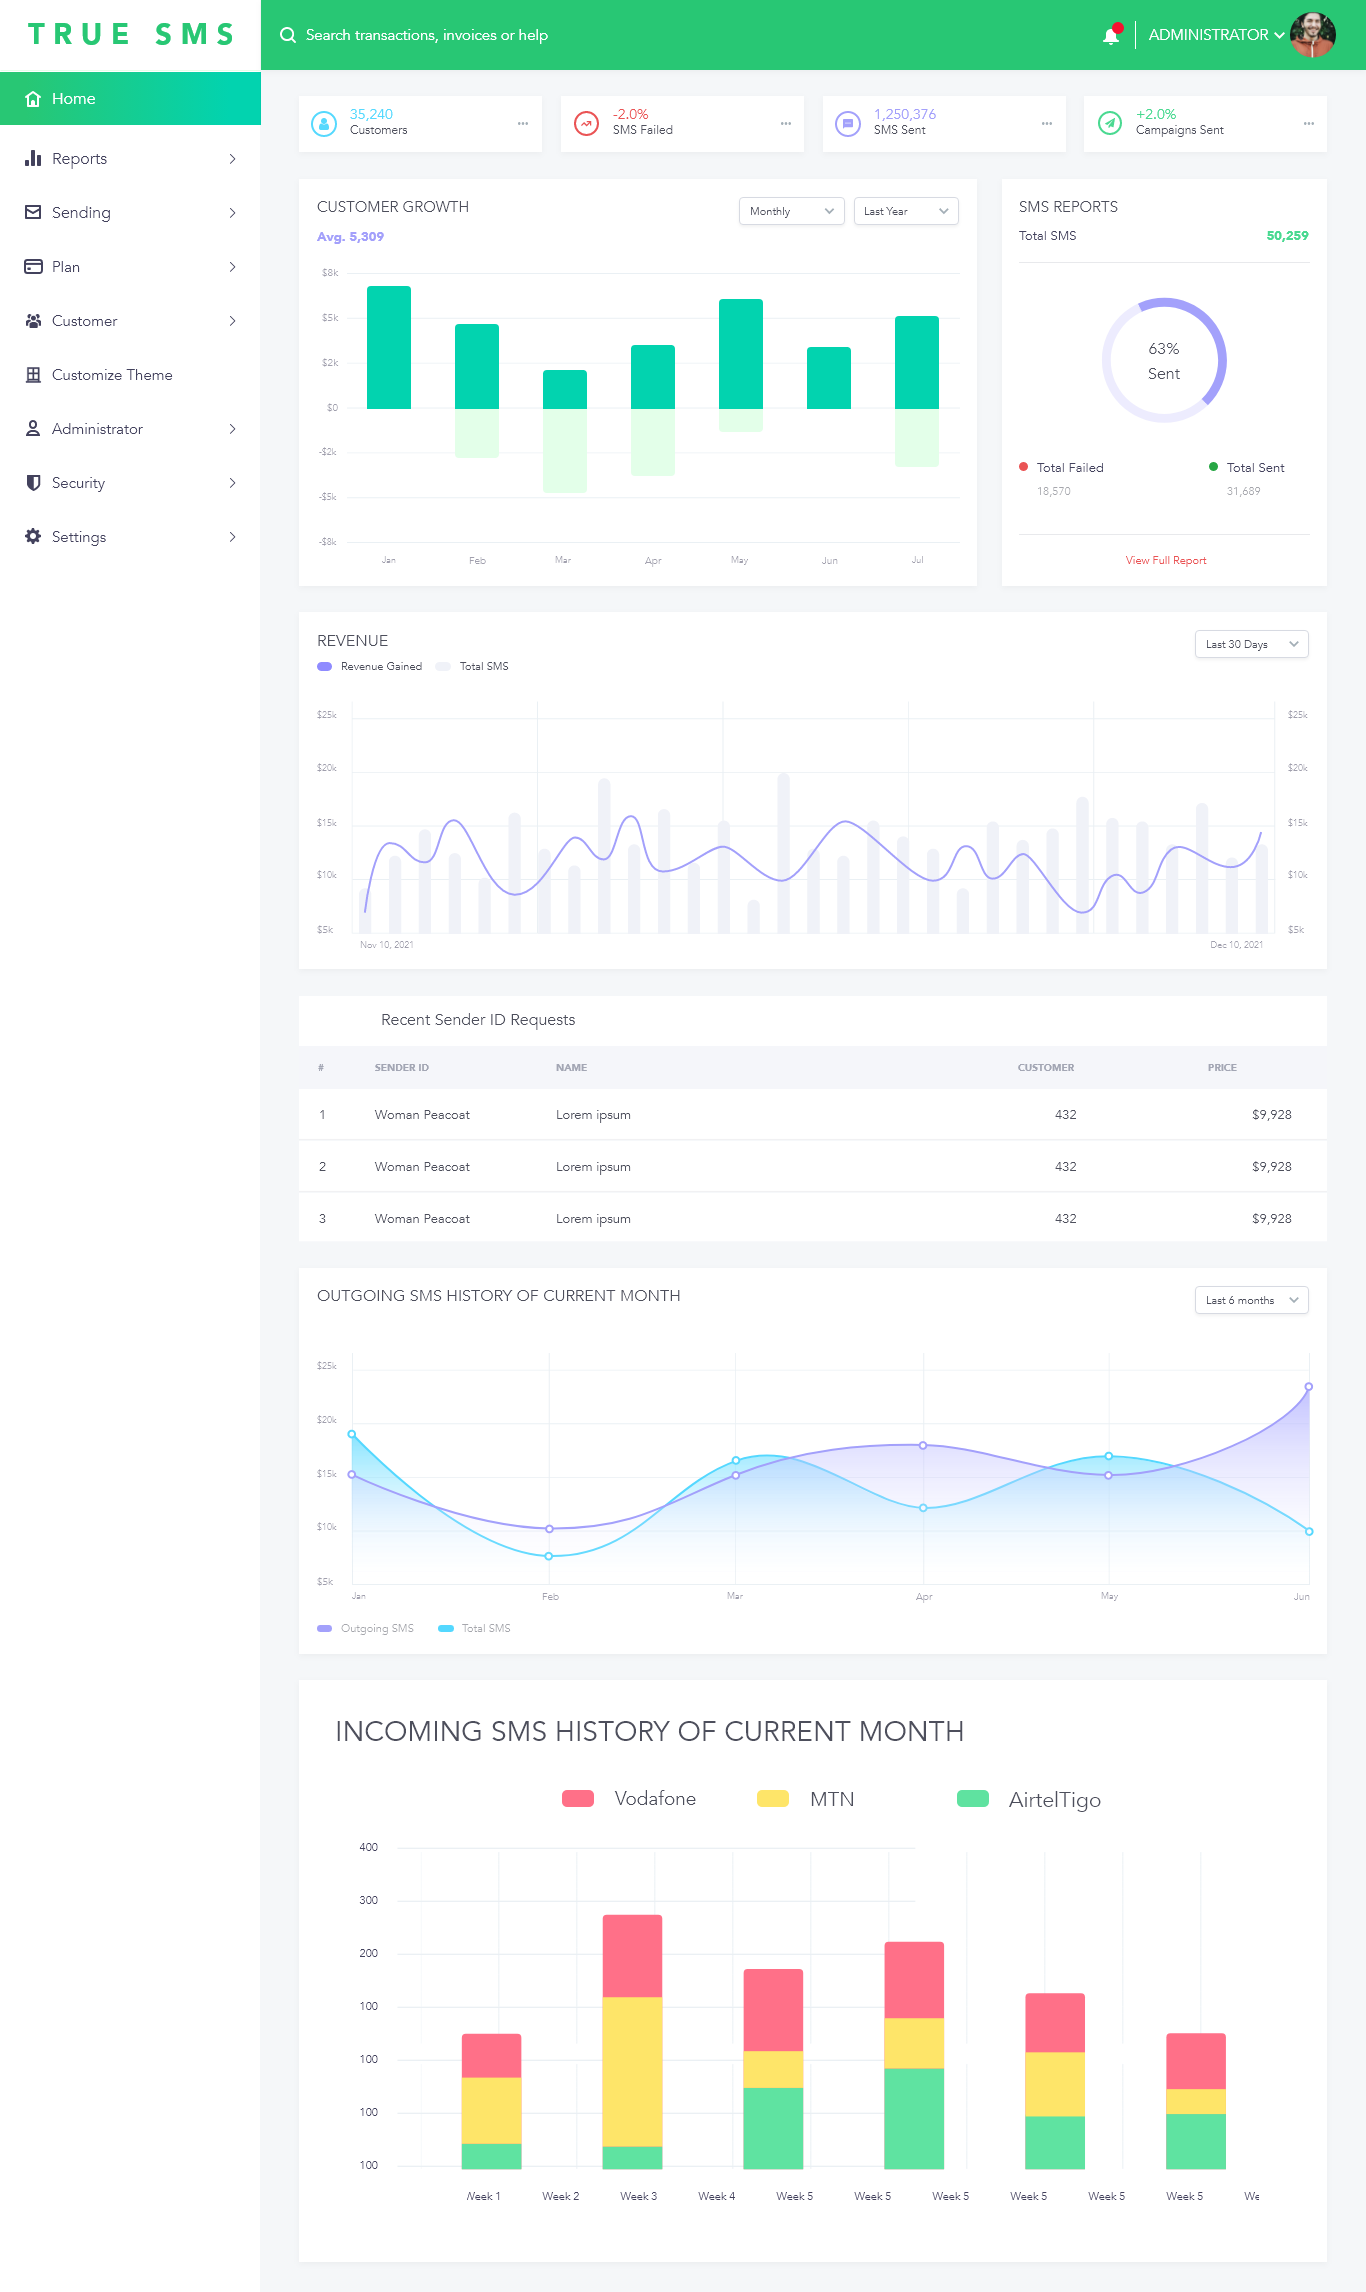 TRUE SMS
Search transactions, invoices or help
ADMINISTRATOR
Home
Reports
Sending
Plan
Customer
Customize Theme
Administrator
Security
Settings
35,240
Customers
-2.0%
SMS Failed
1,250,376
SMS Sent
+2.0%
Campaigns Sent
CUSTOMER GROWTH
Monthly
Last Year
Avg. 5,309
$8k
$5k
$2k
$0
-$2k
-$5k
-$8k
Jan Feb Mar Apr May Jun Jul
SMS REPORTS
Total SMS 50,259
63%
Sent
Total Failed Total Sent
18,570 31,689
View Full Report
REVENUE
Last 30 Days
Revenue Gained Total SMS
$25k $25k
$20k $20k
$15k $15k
$10k $10k
$5k $5k
Nov 10, 2021 Dec 10, 2021
Recent Sender ID Requests
# SENDER ID NAME CUSTOMER PRICE
1 Woman Peacoat Lorem ipsum 432 $9,928
2 Woman Peacoat Lorem ipsum 432 $9,928
3 Woman Peacoat Lorem ipsum 432 $9,928
OUTGOING SMS HISTORY OF CURRENT MONTH
Last 6 months
$25k
$20k
$15k
$10k
$5k
Jan Feb Mar Apr May Jun
Outgoing SMS Total SMS
INCOMING SMS HISTORY OF CURRENT MONTH
Vodafone MTN AirtelTigo
400
300
200
100
100
100
100
Week 1 Week 2 Week 3 Week 4 Week 5 Week 5 Week 5 Week 5 Week 5 Week 5 We